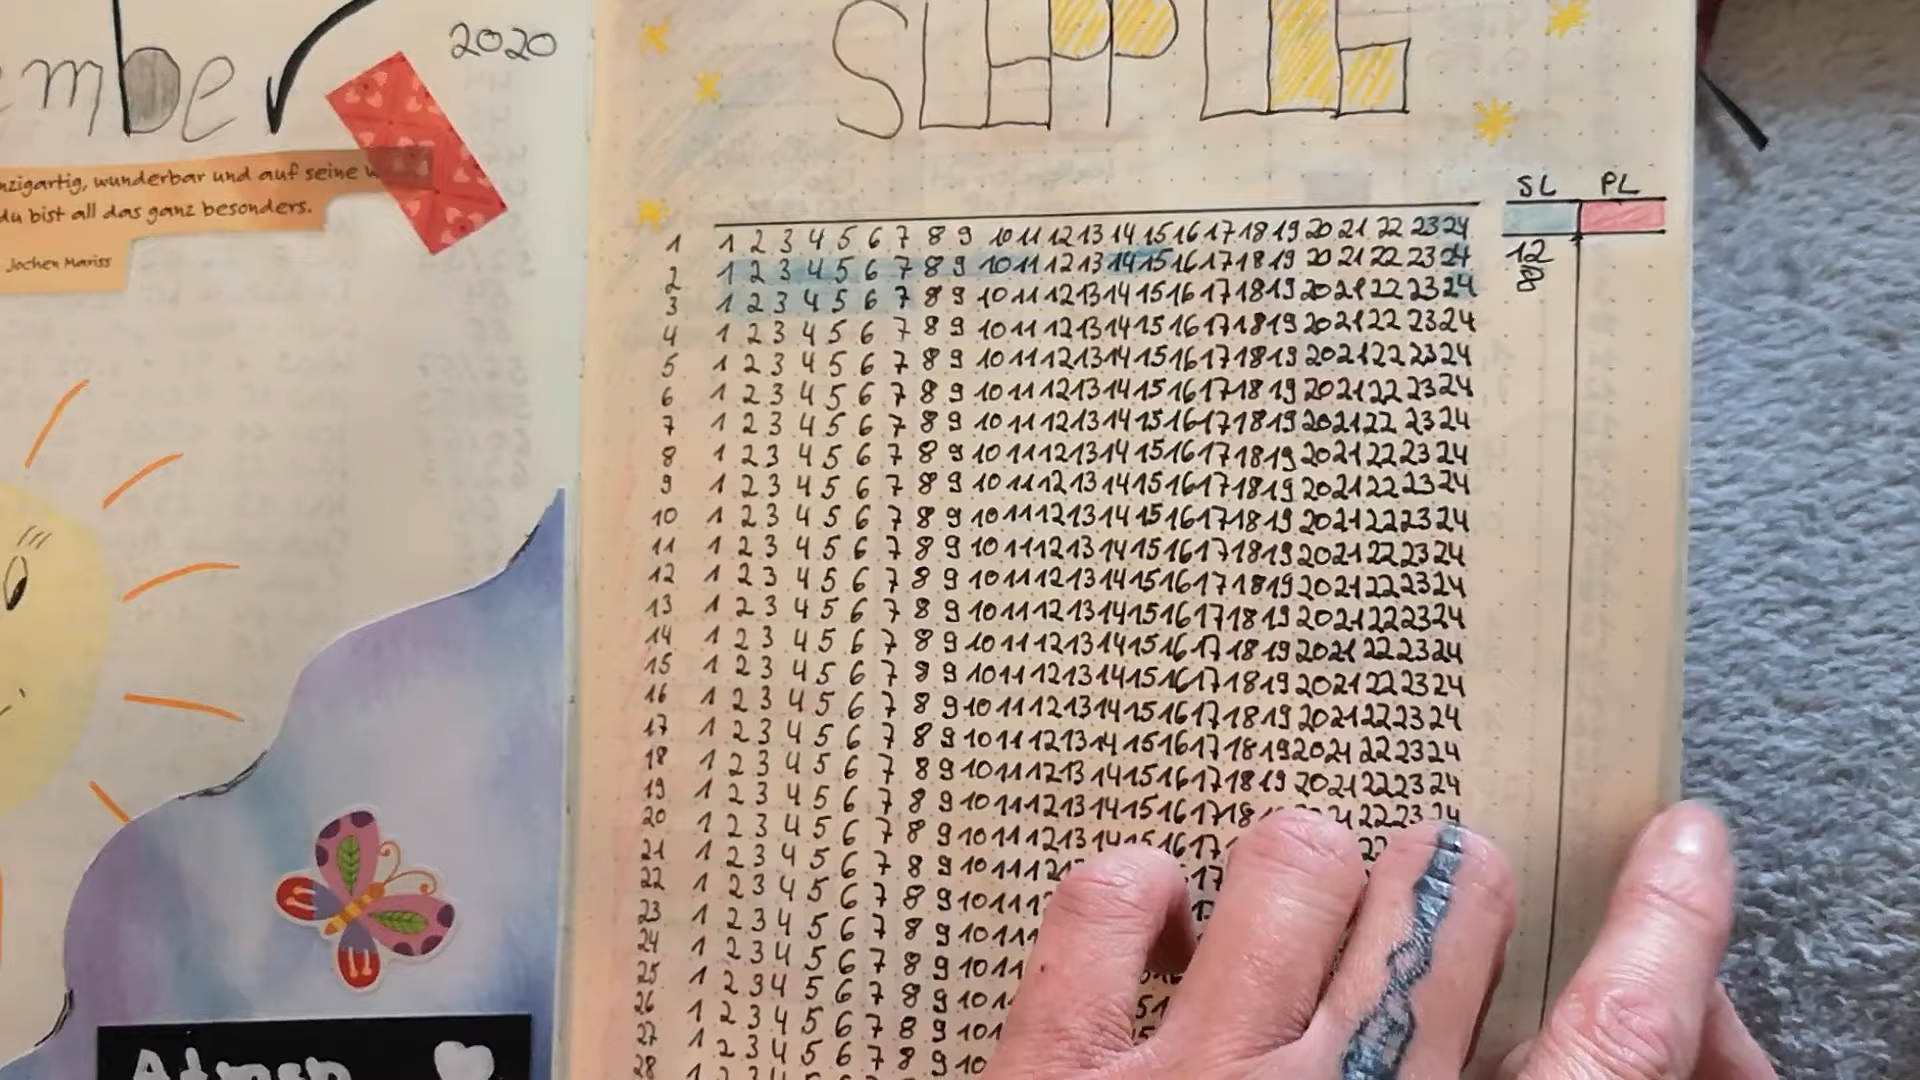 ember
2020
nzigartig, wunderbar und auf seine
du bist all das ganz besonders.
Jochen Mariss
Atmen
SL PL
12
8
1 1 2 3 4 5 6 7 8 9 10 11 12 13 14 15 16 17 18 19 20 21 22 23 24
2 1 2 3 4 5 6 7 8 9 10 11 12 13 14 15 16 17 18 19 20 21 22 23 24
3 1 2 3 4 5 6 7 8 9 10 11 12 13 14 15 16 17 18 19 20 21 22 23 24
4 1 2 3 4 5 6 7 8 9 10 11 12 13 14 15 16 17 18 19 20 21 22 23 24
5 1 2 3 4 5 6 7 8 9 10 11 12 13 14 15 16 17 18 19 20 21 22 23 24
6 1 2 3 4 5 6 7 8 9 10 11 12 13 14 15 16 17 18 19 20 21 22 23 24
7 1 2 3 4 5 6 7 8 9 10 11 12 13 14 15 16 17 18 19 20 21 22 23 24
8 1 2 3 4 5 6 7 8 9 10 11 12 13 14 15 16 17 18 19 20 21 22 23 24
9 1 2 3 4 5 6 7 8 9 10 11 12 13 14 15 16 17 18 19 20 21 22 23 24
10 1 2 3 4 5 6 7 8 9 10 11 12 13 14 15 16 17 18 19 20 21 22 23 24
11 1 2 3 4 5 6 7 8 9 10 11 12 13 14 15 16 17 18 19 20 21 22 23 24
12 1 2 3 4 5 6 7 8 9 10 11 12 13 14 15 16 17 18 19 20 21 22 23 24
13 1 2 3 4 5 6 7 8 9 10 11 12 13 14 15 16 17 18 19 20 21 22 23 24
14 1 2 3 4 5 6 7 8 9 10 11 12 13 14 15 16 17 18 19 20 21 22 23 24
15 1 2 3 4 5 6 7 8 9 10 11 12 13 14 15 16 17 18 19 20 21 22 23 24
16 1 2 3 4 5 6 7 8 9 10 11 12 13 14 15 16 17 18 19 20 21 22 23 24
17 1 2 3 4 5 6 7 8 9 10 11 12 13 14 15 16 17 18 19 20 21 22 23 24
18 1 2 3 4 5 6 7 8 9 10 11 12 13 14 15 16 17 18 19 20 21 22 23 24
19 1 2 3 4 5 6 7 8 9 10 11 12 13 14 15 16 17 18 21 22 23 24
20 1 2 3 4 5 6 7 8 9 10 11 12 13 14 15 16 17 22
21 1 2 3 4 5 6 7 8 9 10 11 12 17
22 1 2 3 4 5 6 7 8 9 10 11 1
23 1 2 3 4 5 6 7 8 9 10 11
24 1 2 3 4 5 6 7 8 9 10 11
25 1 2 3 4 5 6 7 8 9 10 1
26 1 2 3 4 5 6 7 8 9 10 1
27 1 2 3 4 5 6 7 8 9 10
28 1 2 3 4 5 6 7 8